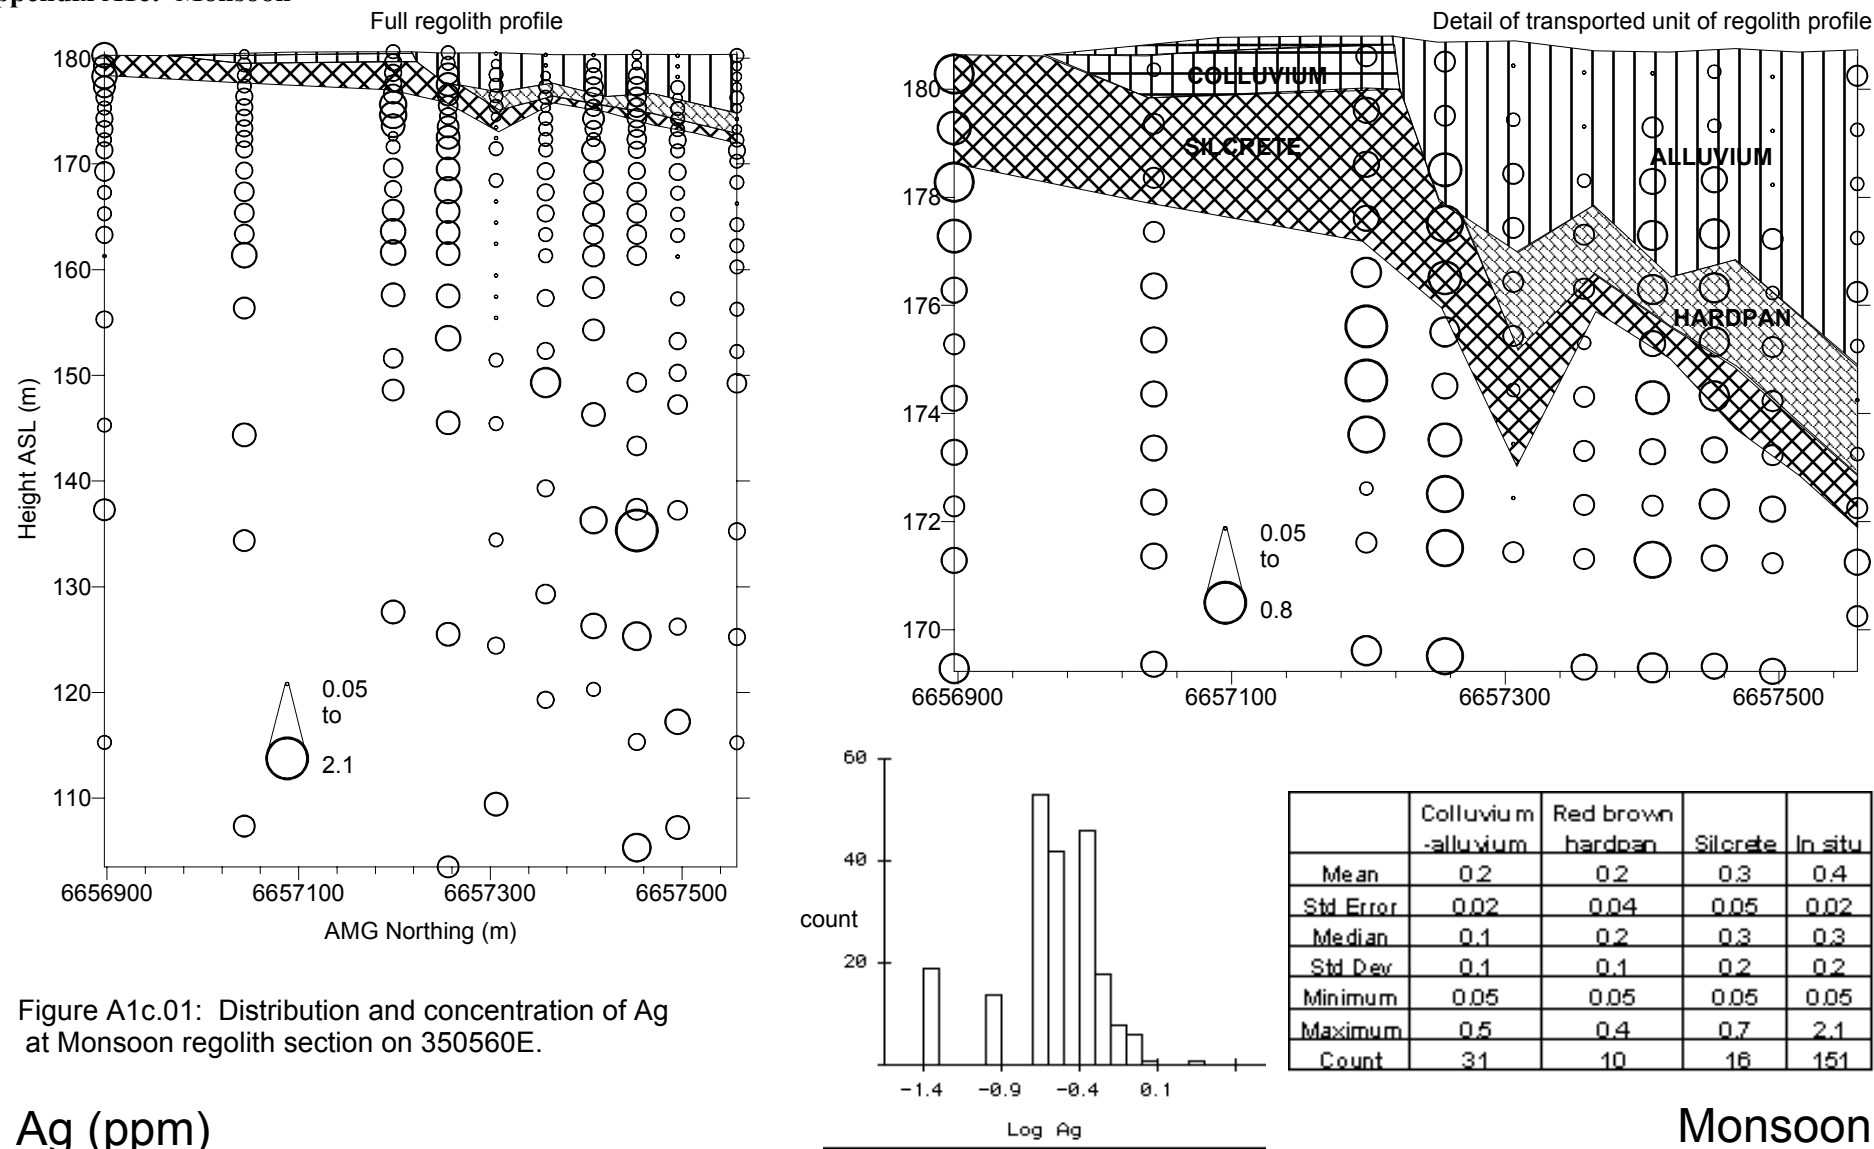 Appendum A1c: Monsoon
Full regolith profile
Detail of transported unit of regolith profile
180
170
160
150
140
130
120
110
Height ASL (m)
0.05
to
2.1
6656900 6657100 6657300 6657500
AMG Northing (m)
180
178
176
174
172
170
COLLUVIUM
SILCRETE
ALLUVIUM
HARDPAN
0.05
to
0.8
6656900 6657100 6657300 6657500
60
40
20
count
-1.4 -0.9 -0.4 0.1
Log Ag
Colluvium Red brown
-alluvium hardpan Silcrete In situ
Mean 0.2 0.2 0.3 0.4
Std Error 0.02 0.04 0.05 0.02
Median 0.1 0.2 0.3 0.3
Std Dev 0.1 0.1 0.2 0.2
Minimum 0.05 0.05 0.05 0.05
Maximum 0.5 0.4 0.7 2.1
Count 31 10 16 151
Figure A1c.01: Distribution and concentration of Ag
at Monsoon regolith section on 350560E.
Ag (ppm)
Monsoon